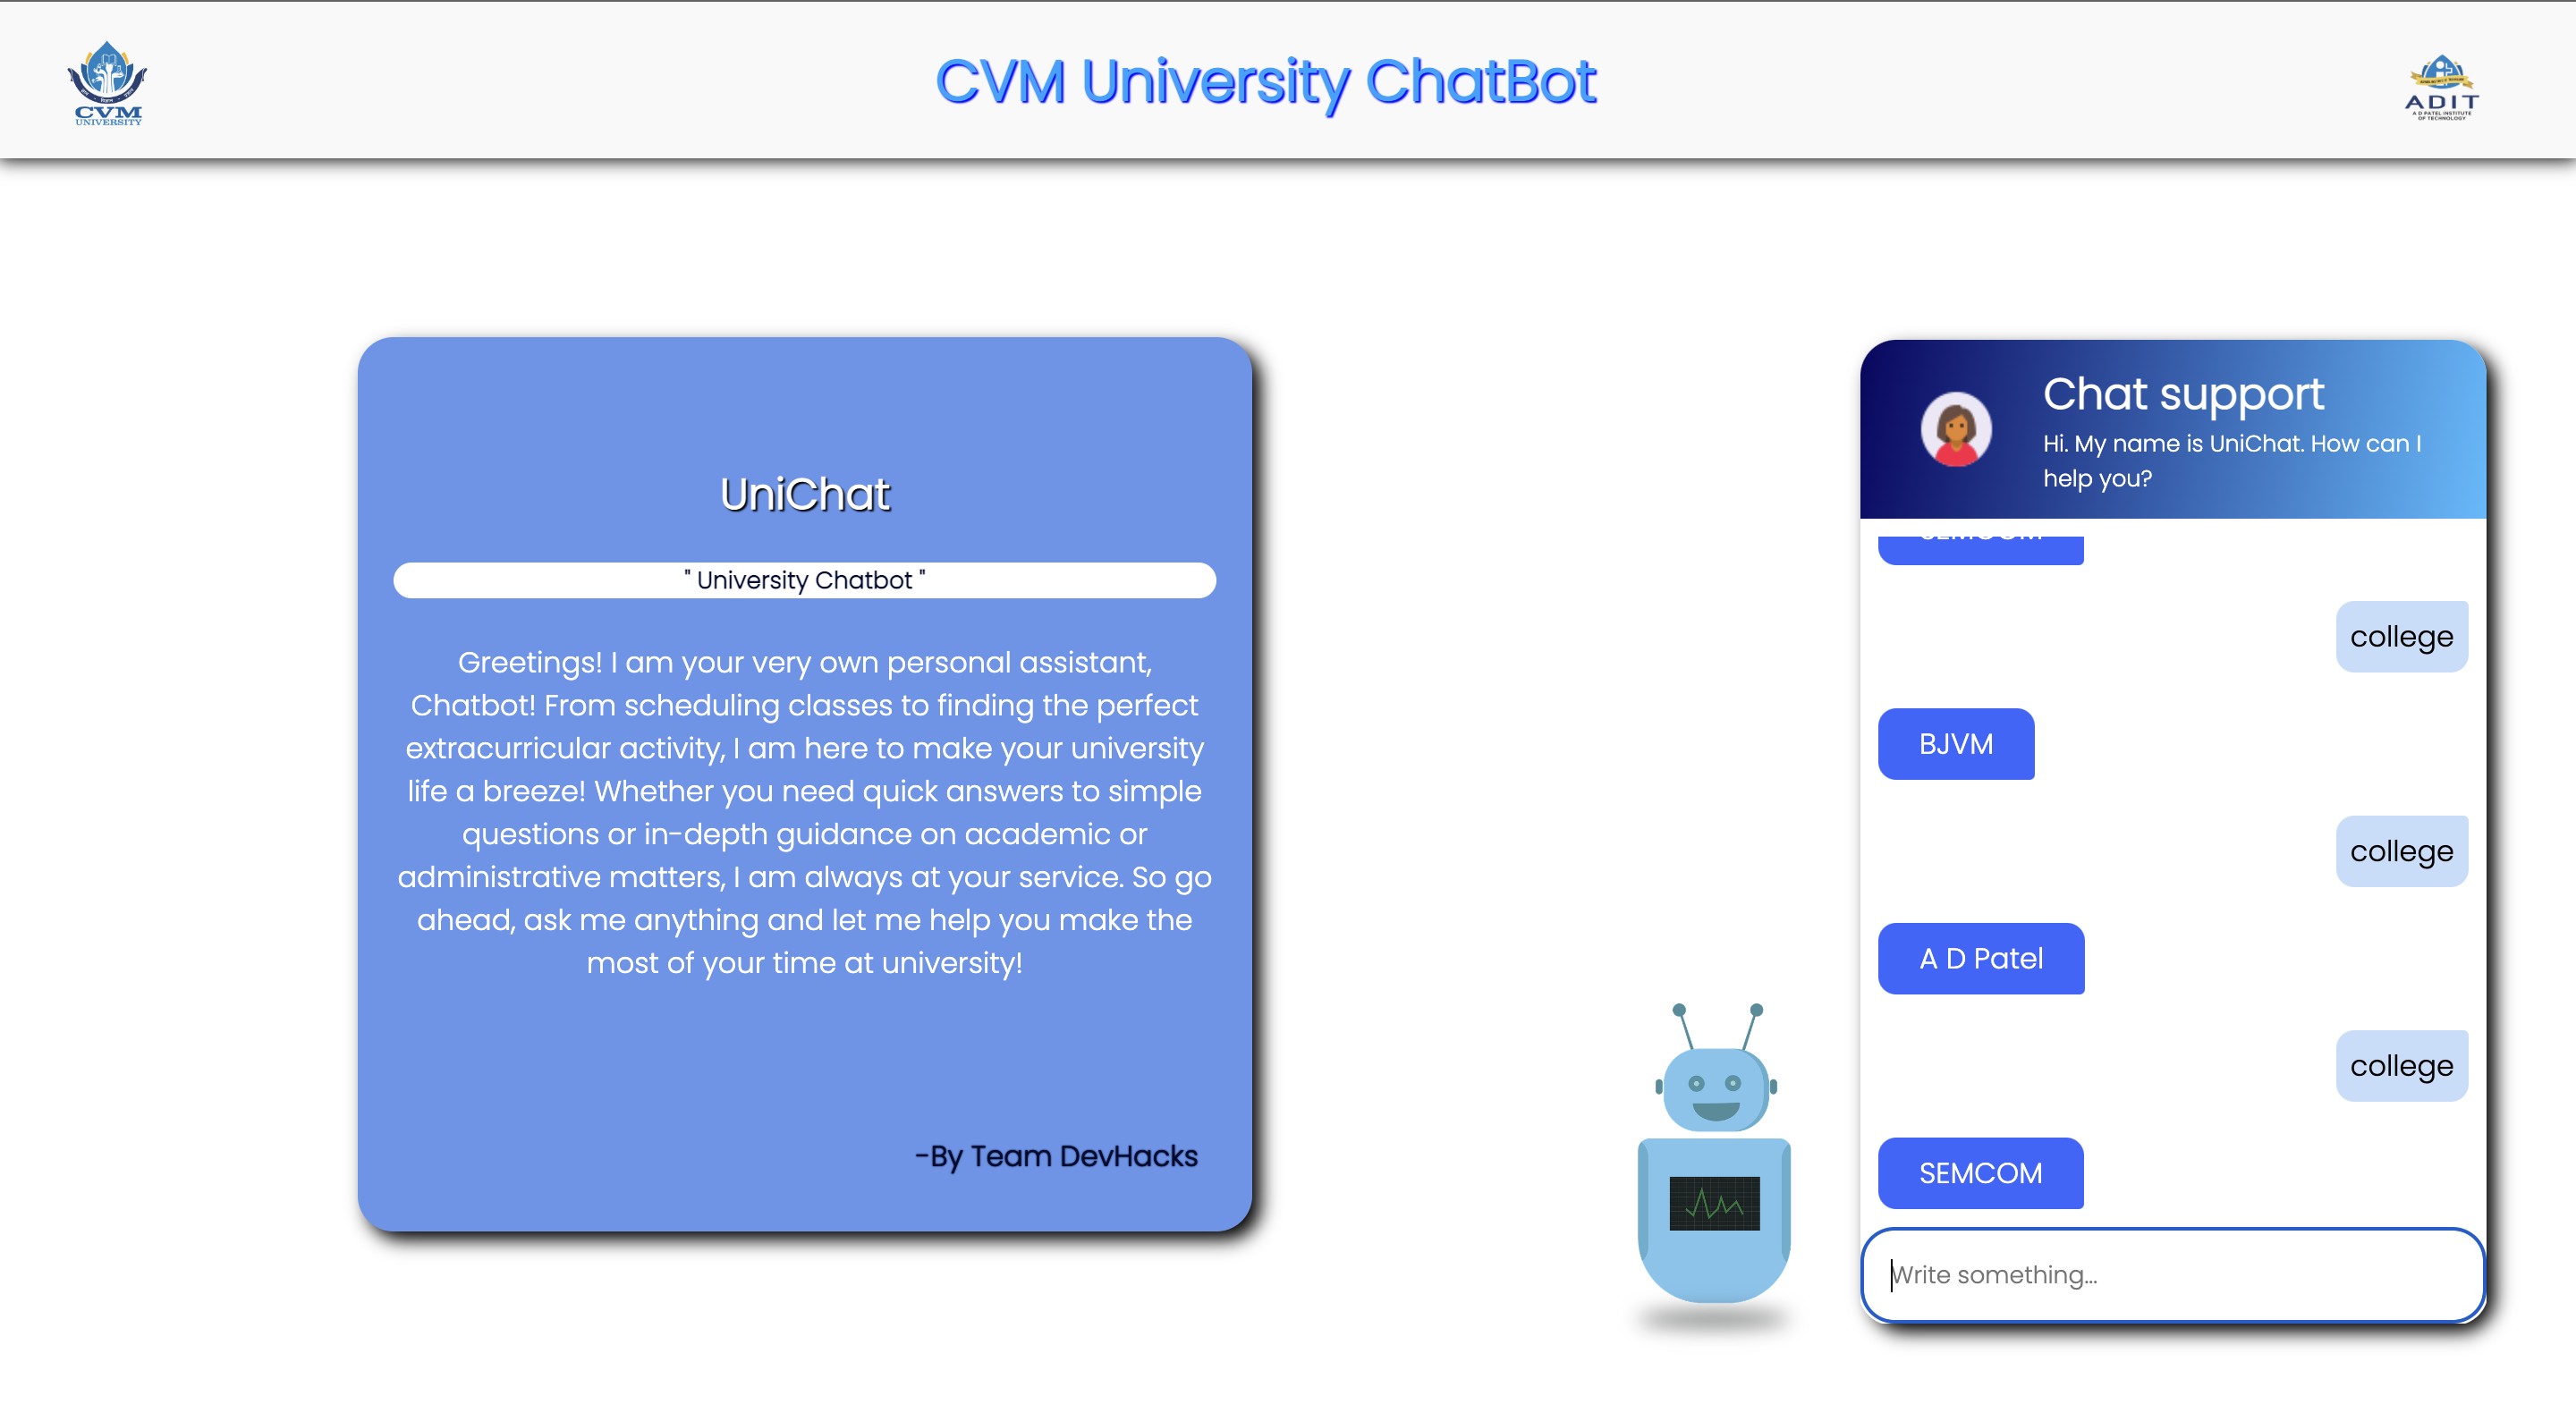 CVM
UNIVERSITY
CVM University ChatBot
ADIT
A D PATEL INSTITUTE
OF TECHNOLOGY
UniChat
" University Chatbot "
Greetings! I am your very own personal assistant,
Chatbot! From scheduling classes to finding the perfect
extracurricular activity, I am here to make your university
life a breeze! Whether you need quick answers to simple
questions or in-depth guidance on academic or
administrative matters, I am always at your service. So go
ahead, ask me anything and let me help you make the
most of your time at university!
-By Team DevHacks
Chat support
Hi. My name is UniChat. How can I
help you?
SEMCOM
college
BJVM
college
A D Patel
college
SEMCOM
Write something...